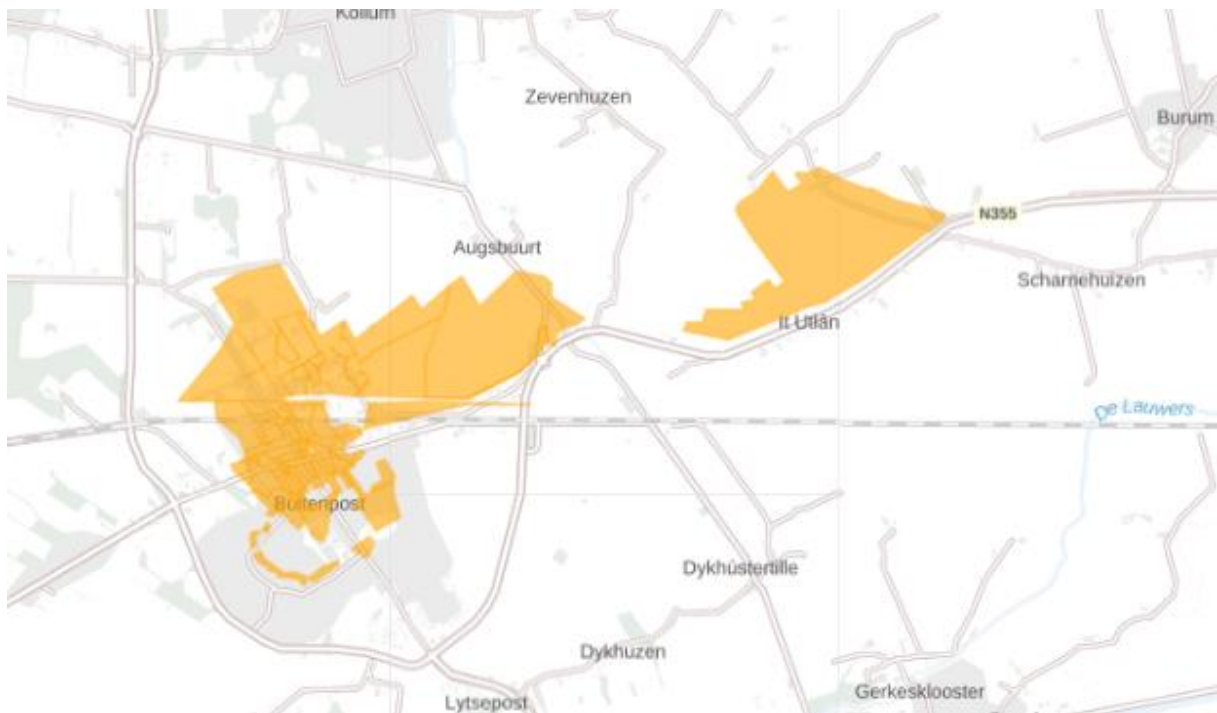 Kollum
Zevenhuzen
Burum
N355
Augsbuurt
Scharnehuizen
It Utlân
De Lauwers
Buitenpost
Dykhústertille
Dykhuzen
Gerkesklooster
Lytsepost